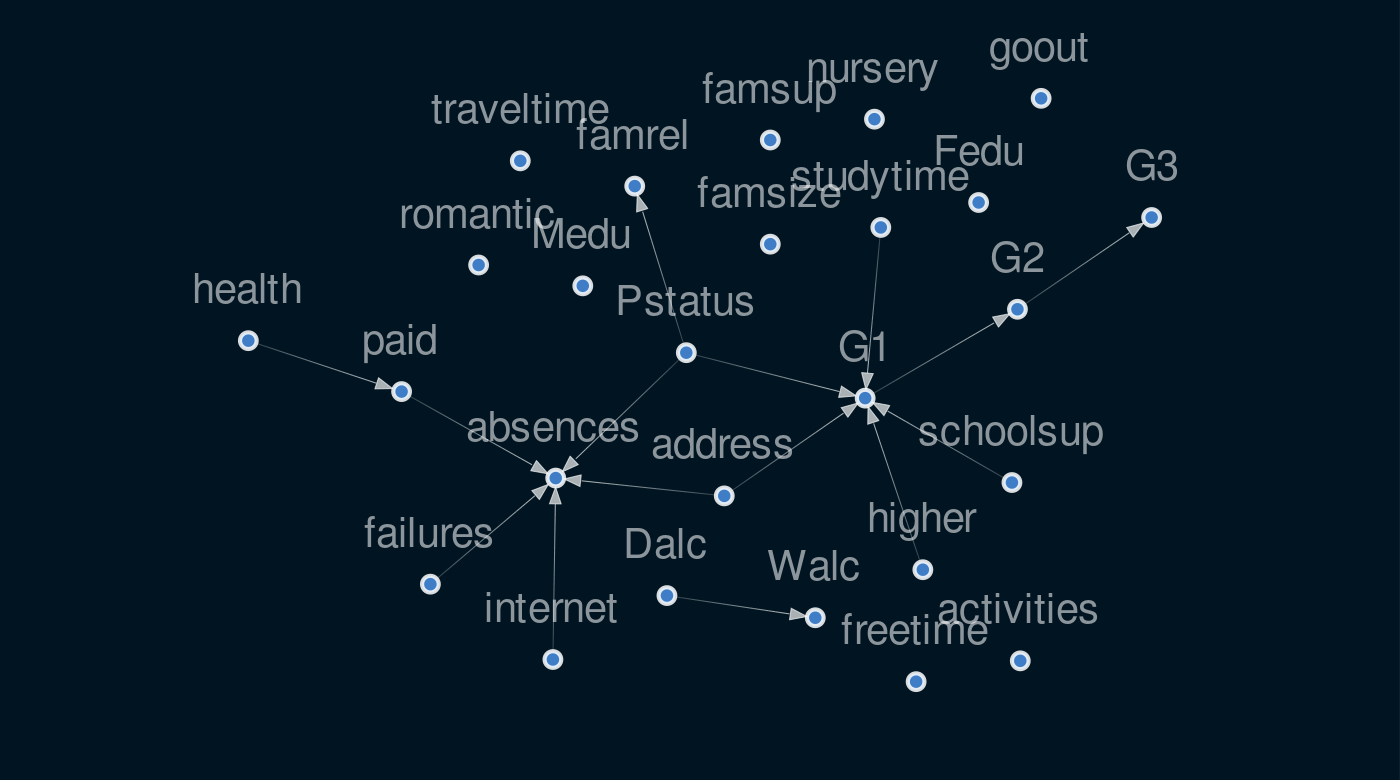 goout
nursery
famsup
traveltime
famrel
Fedu
G3
studytime
famsize
romantic
Medu
G2
health
Pstatus
paid
G1
absences
schoolsup
address
higher
failures
Dalc
Walc
internet
activities
freetime